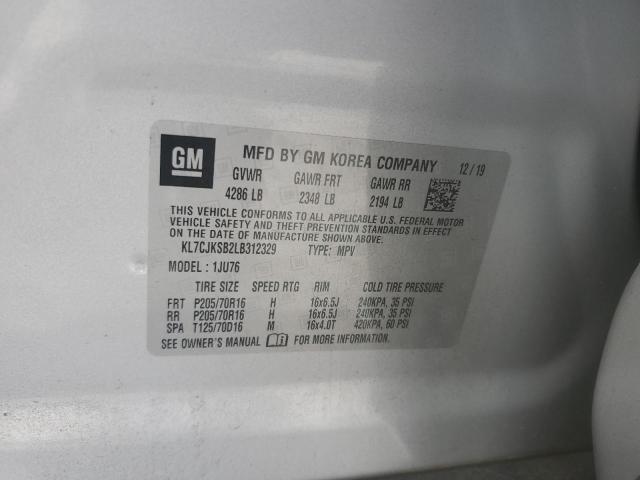 GM
MFD BY GM KOREA COMPANY 12/19
GVWR GAWR FRT GAWR RR
4286 LB 2348 LB 2194 LB
THIS VEHICLE CONFORMS TO ALL APPLICABLE U.S. FEDERAL MOTOR
VEHICLE SAFETY AND THEFT PREVENTION STANDARDS IN
EFFECT ON THE DATE OF MANUFACTURE SHOWN ABOVE.
KL7CJKSB2LB312329 TYPE: MPV
MODEL : 1JU76
TIRE SIZE SPEED RTG RIM COLD TIRE PRESSURE
FRT P205/70R16 H 16x6.5J 240KPA, 35 PSI
RR P205/70R16 H 16x6.5J 240KPA, 35 PSI
SPA T125/70D16 M 16x4.0T 420KPA, 60 PSI
SEE OWNER'S MANUAL FOR MORE INFORMATION